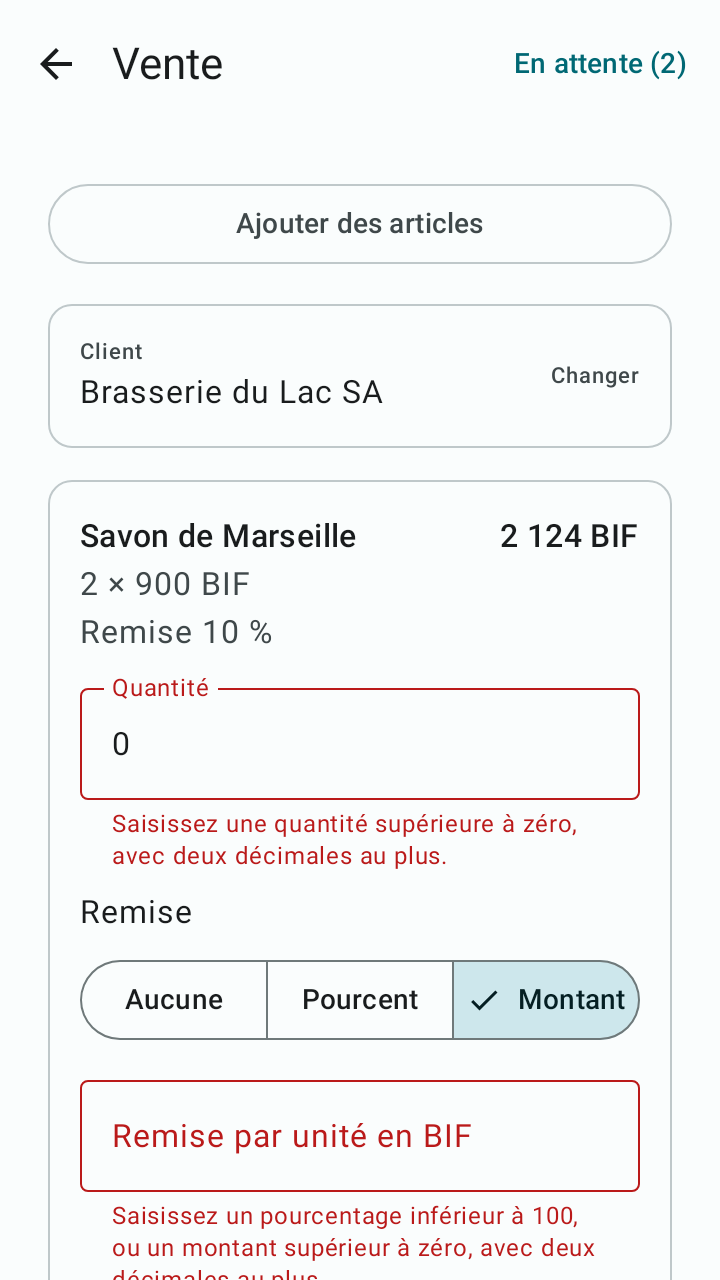 Vente
En attente (2)
Ajouter des articles
Client
Brasserie du Lac SA
Changer
Savon de Marseille
2 124 BIF
2 × 900 BIF
Remise 10 %
Quantité
0
Saisissez une quantité supérieure à zéro,
avec deux décimales au plus.
Remise
Aucune
Pourcent
Montant
Remise par unité en BIF
Saisissez un pourcentage inférieur à 100,
ou un montant supérieur à zéro, avec deux
décimales au plus.